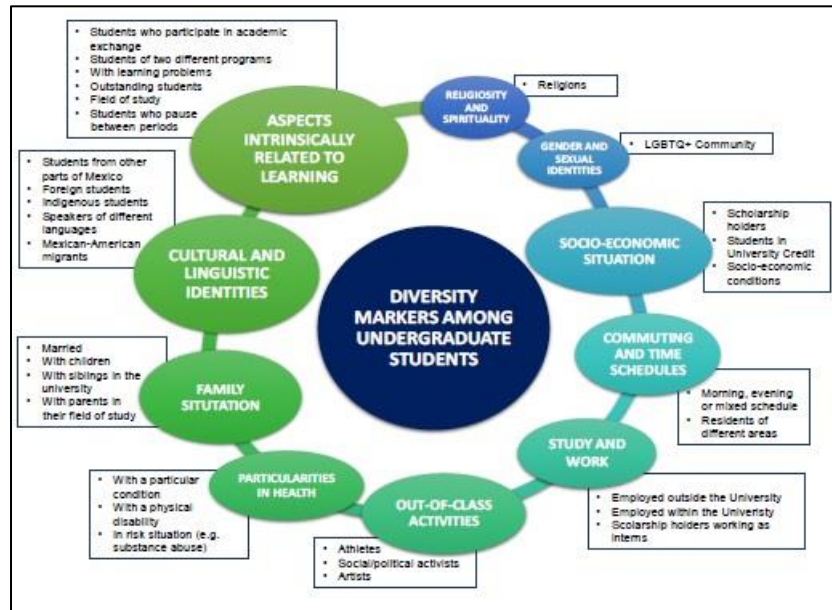 • Students who participate in academic
exchange
• Students of two different programs
• With learning problems
• Outstanding students
• Field of study
• Students who pause
between periods
ASPECTS
INTRINSICALLY
RELATED TO
LEARNING
RELIGIOSITY
AND
SPIRITUALITY
• Religions
GENDER AND
SEXUAL
IDENTITIES
• LGBTQ+ Community
SOCIO-ECONOMIC
SITUATION
• Scholarship
holders
• Students in
University Credit
• Socio-economic
conditions
COMMUTING
AND TIME
SCHEDULES
• Morning, evening
or mixed schedule
• Residents of
different areas
STUDY AND
WORK
• Employed outside the University
• Employed within the Univeristy
• Scolarship holders working as
interns
OUT-OF-CLASS
ACTIVITIES
• Athletes
• Social/political activists
• Artists
PARTICULARITIES
IN HEALTH
• With a particular
condition
• With a physical
disability
• In risk situation (e.g.
substance abuse)
FAMILY
SITUTATION
• Married
• With children
• With siblings in the
university
• With parents in
their field of study
CULTURAL AND
LINGUISTIC
IDENTITIES
• Students from other
parts of Mexico
• Foreign students
• Indigenous students
• Speakers of different
languages
• Mexican-American
migrants
DIVERSITY
MARKERS AMONG
UNDERGRADUATE
STUDENTS